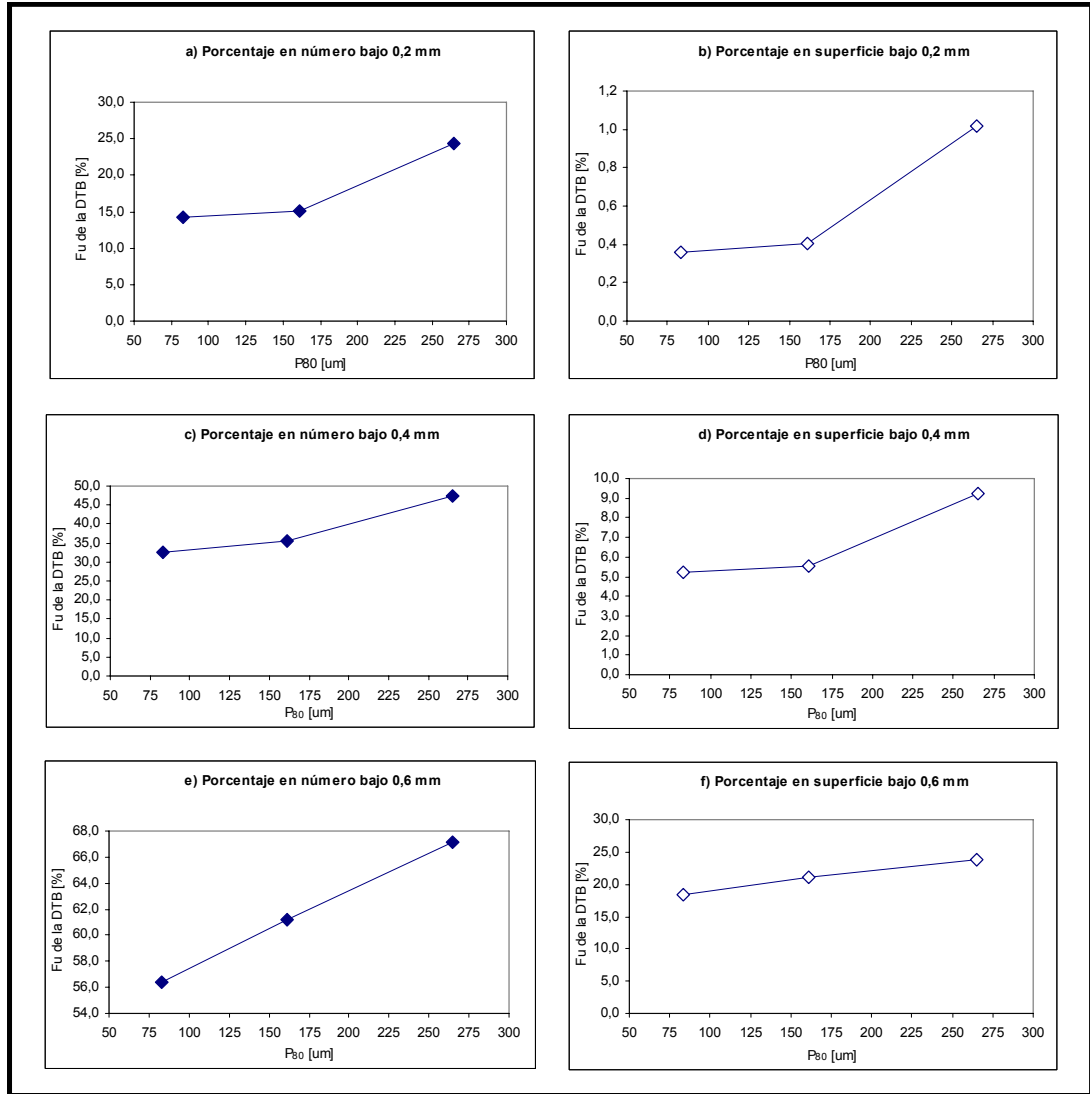 a) Porcentaje en número bajo 0,2 mm
Fu de la DTB [%]
30,0
25,0
20,0
15,0
10,0
5,0
0,0
50 75 100 125 150 175 200 225 250 275 300
P80 [um]
b) Porcentaje en superficie bajo 0,2 mm
Fu de la DTB [%]
1,2
1,0
0,8
0,6
0,4
0,2
0,0
50 75 100 125 150 175 200 225 250 275 300
P80 [um]
c) Porcentaje en número bajo 0,4 mm
Fu de la DTB [%]
50,0
45,0
40,0
35,0
30,0
25,0
20,0
15,0
10,0
5,0
0,0
50 75 100 125 150 175 200 225 250 275 300
P80 [um]
d) Porcentaje en superficie bajo 0,4 mm
Fu de la DTB [%]
10,0
9,0
8,0
7,0
6,0
5,0
4,0
3,0
2,0
1,0
0,0
50 75 100 125 150 175 200 225 250 275 300
P80 [um]
e) Porcentaje en número bajo 0,6 mm
Fu de la DTB [%]
68,0
66,0
64,0
62,0
60,0
58,0
56,0
54,0
50 75 100 125 150 175 200 225 250 275 300
P80 [um]
f) Porcentaje en superficie bajo 0,6 mm
Fu de la DTB [%]
30,0
25,0
20,0
15,0
10,0
5,0
0,0
50 75 100 125 150 175 200 225 250 275 300
P80 [um]